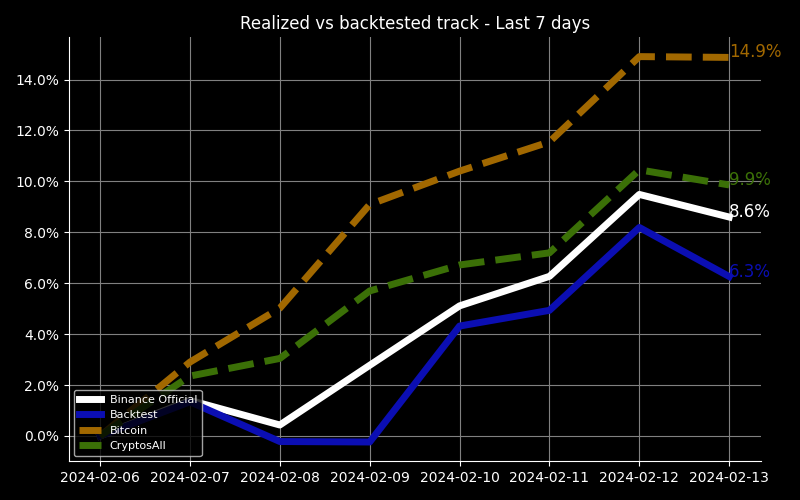 Realized vs backtested track - Last 7 days
14.9%
14.0%
12.0%
10.0%
9.9%
8.6%
8.0%
6.3%
6.0%
4.0%
2.0%
0.0%
Binance Official
Backtest
Bitcoin
CryptosAll
2024-02-06 2024-02-07 2024-02-08 2024-02-09 2024-02-10 2024-02-11 2024-02-12 2024-02-13